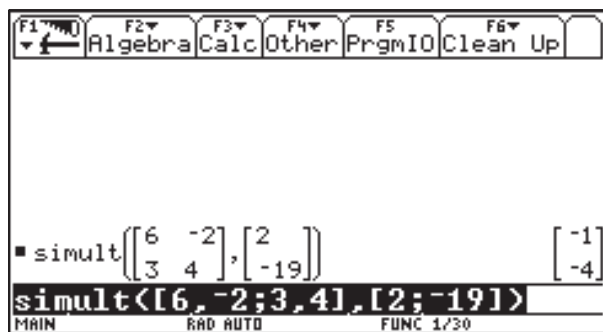 F1 F2 F3 F4 F5 F6
Algebra Calc Other PrgmIO Clean Up
simult([6 -2],[2]) [-1]
[3 4] [-19] [-4]
simult([6,-2;3,4],[2;-19])
MAIN RAD AUTO FUNC 1/30